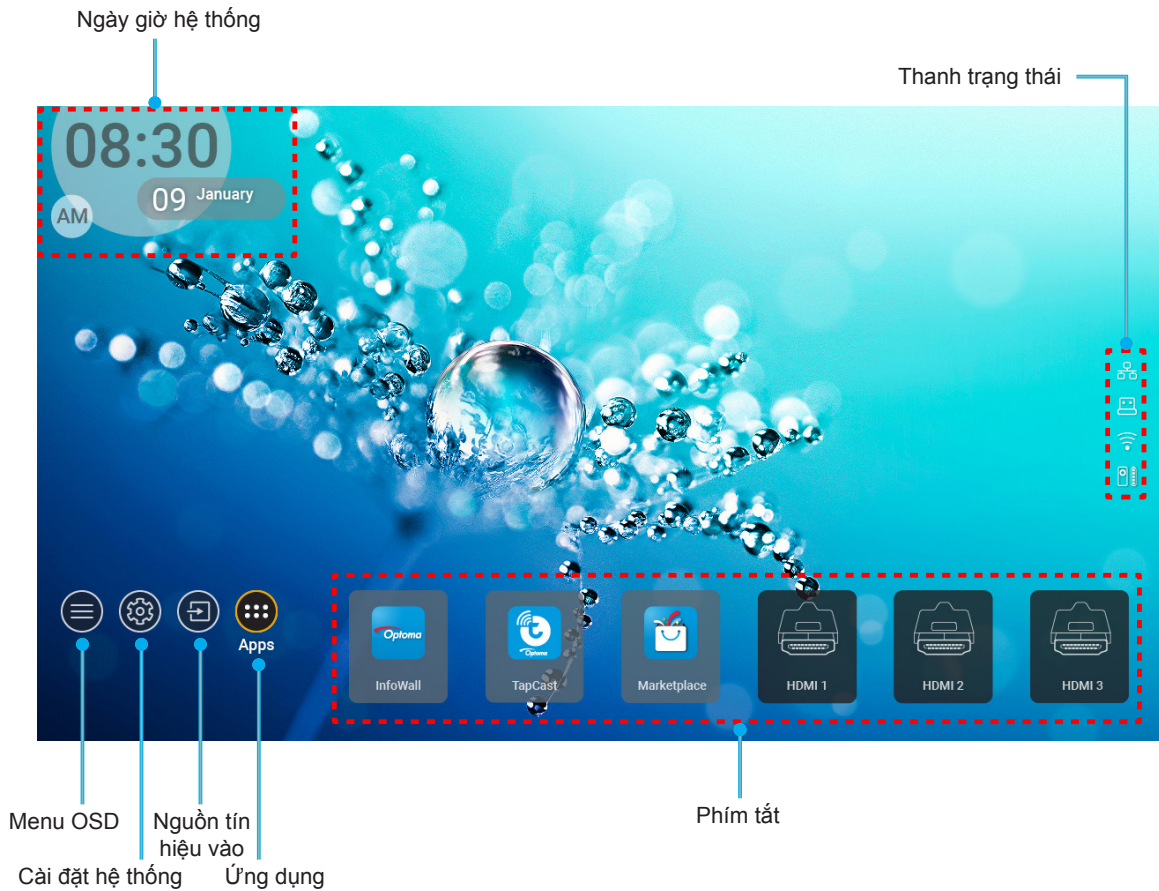 Ngày giờ hệ thống
Thanh trạng thái
08:30
09 January
AM
Apps
Optoma
Optoma
InfoWall
TapCast
Marketplace
HDMI 1
HDMI 2
HDMI 3
Menu OSD
Nguồn tín
hiệu vào
Phím tắt
Cài đặt hệ thống
Ứng dụng